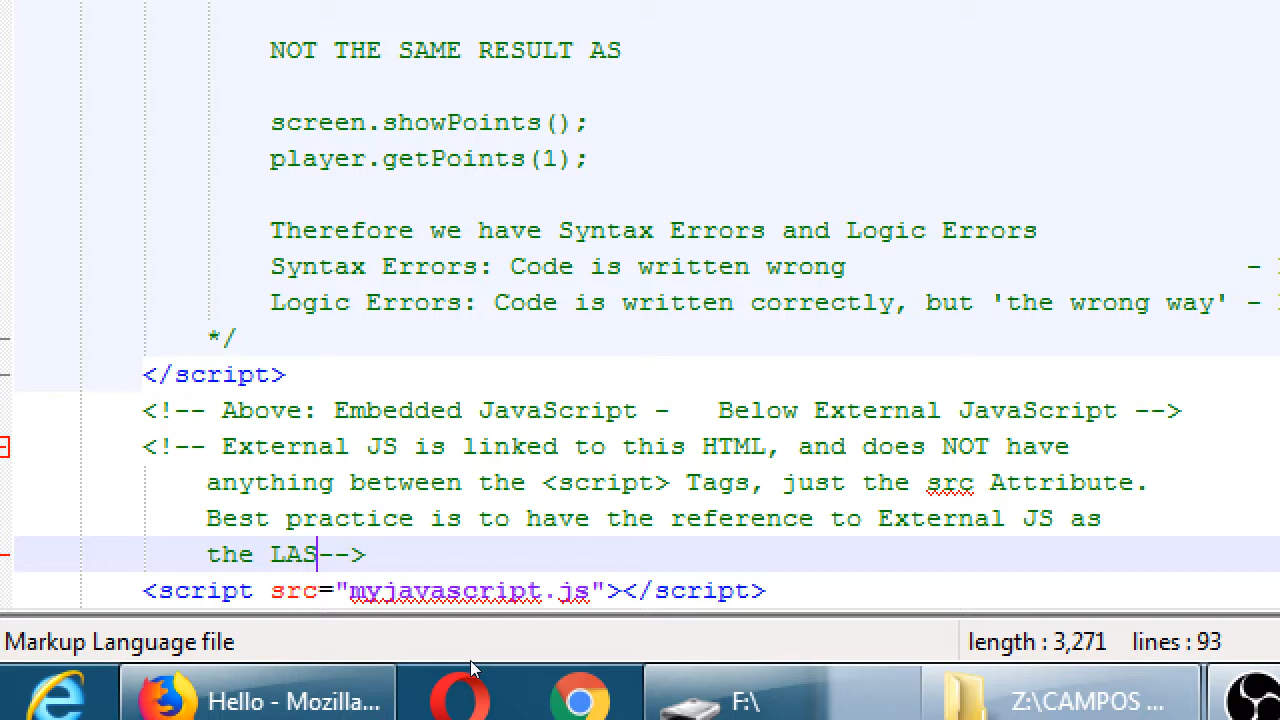 NOT THE SAME RESULT AS
screen.showPoints();
player.getPoints(1);
Therefore we have Syntax Errors and Logic Errors
Syntax Errors: Code is written wrong -
Logic Errors: Code is written correctly, but 'the wrong way' -
*/
</script>
<!-- Above: Embedded JavaScript - Below External JavaScript -->
<!-- External JS is linked to this HTML, and does NOT have
anything between the <script> Tags, just the src Attribute.
Best practice is to have the reference to External JS as
the LAS-->
<script src="myjavascript.js"></script>
Markup Language file length : 3,271 lines : 93
Hello - Mozilla... F:\ Z:\CAMPOS ...